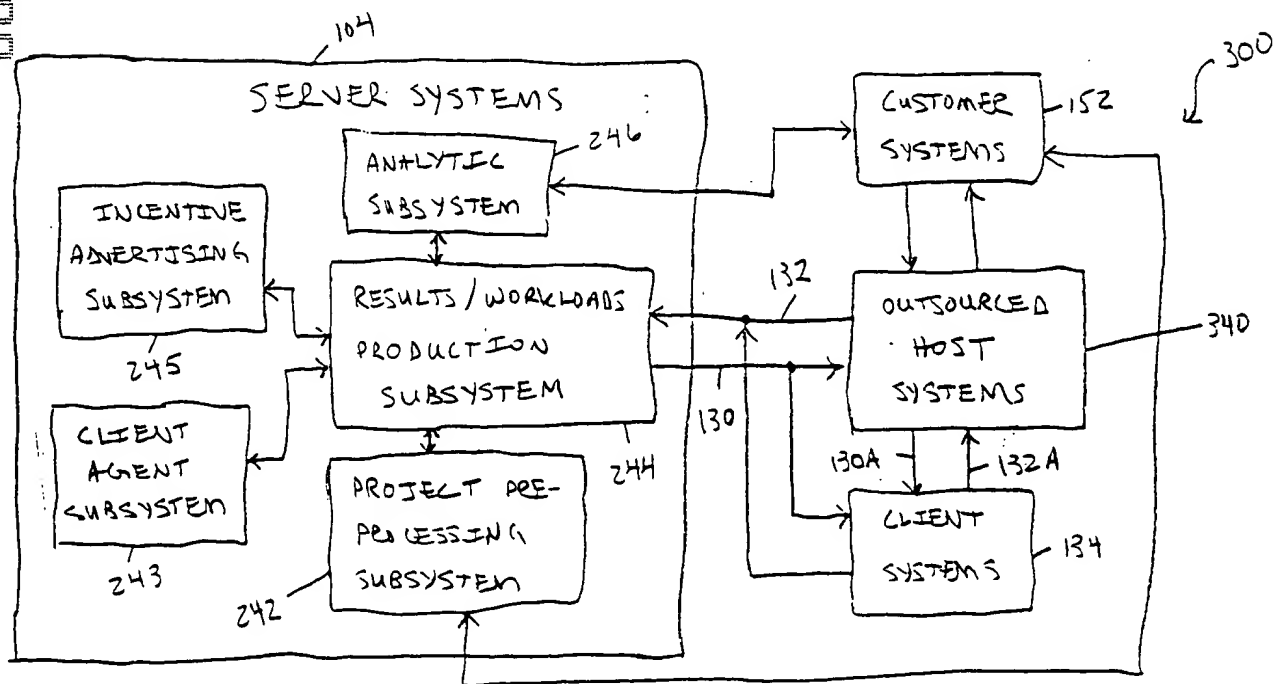 104
300
SERVER SYSTEMS
CUSTOMER
SYSTEMS
152
246
ANALYTIC
SUBSYSTEM
INCENTIVE
ADVERTISING
SUBSYSTEM
245
RESULTS/WORKLOADS
PRODUCTION
SUBSYSTEM
244
132
130
OUTSOURCED
HOST
SYSTEMS
340
CLIENT
AGENT
SUBSYSTEM
243
PROJECT PRE-
PROCESSING
SUBSYSTEM
242
130A
132A
CLIENT
SYSTEMS
134